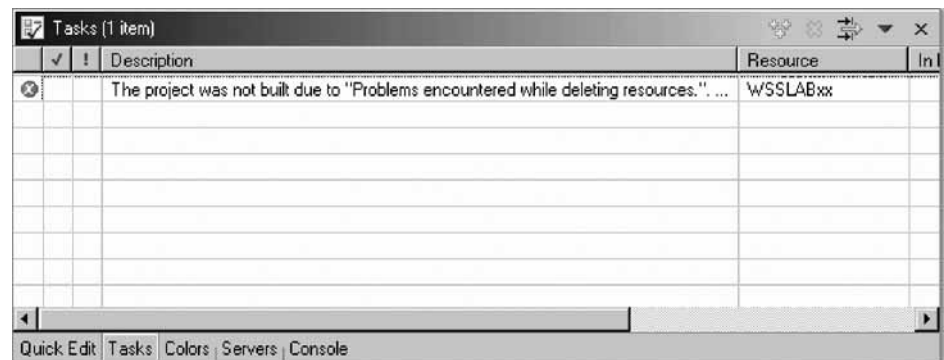 Tasks (1 item)
✓ ! Description Resource In
The project was not built due to "Problems encountered while deleting resources.". ... WSSLABxx
Quick Edit Tasks Colors Servers Console